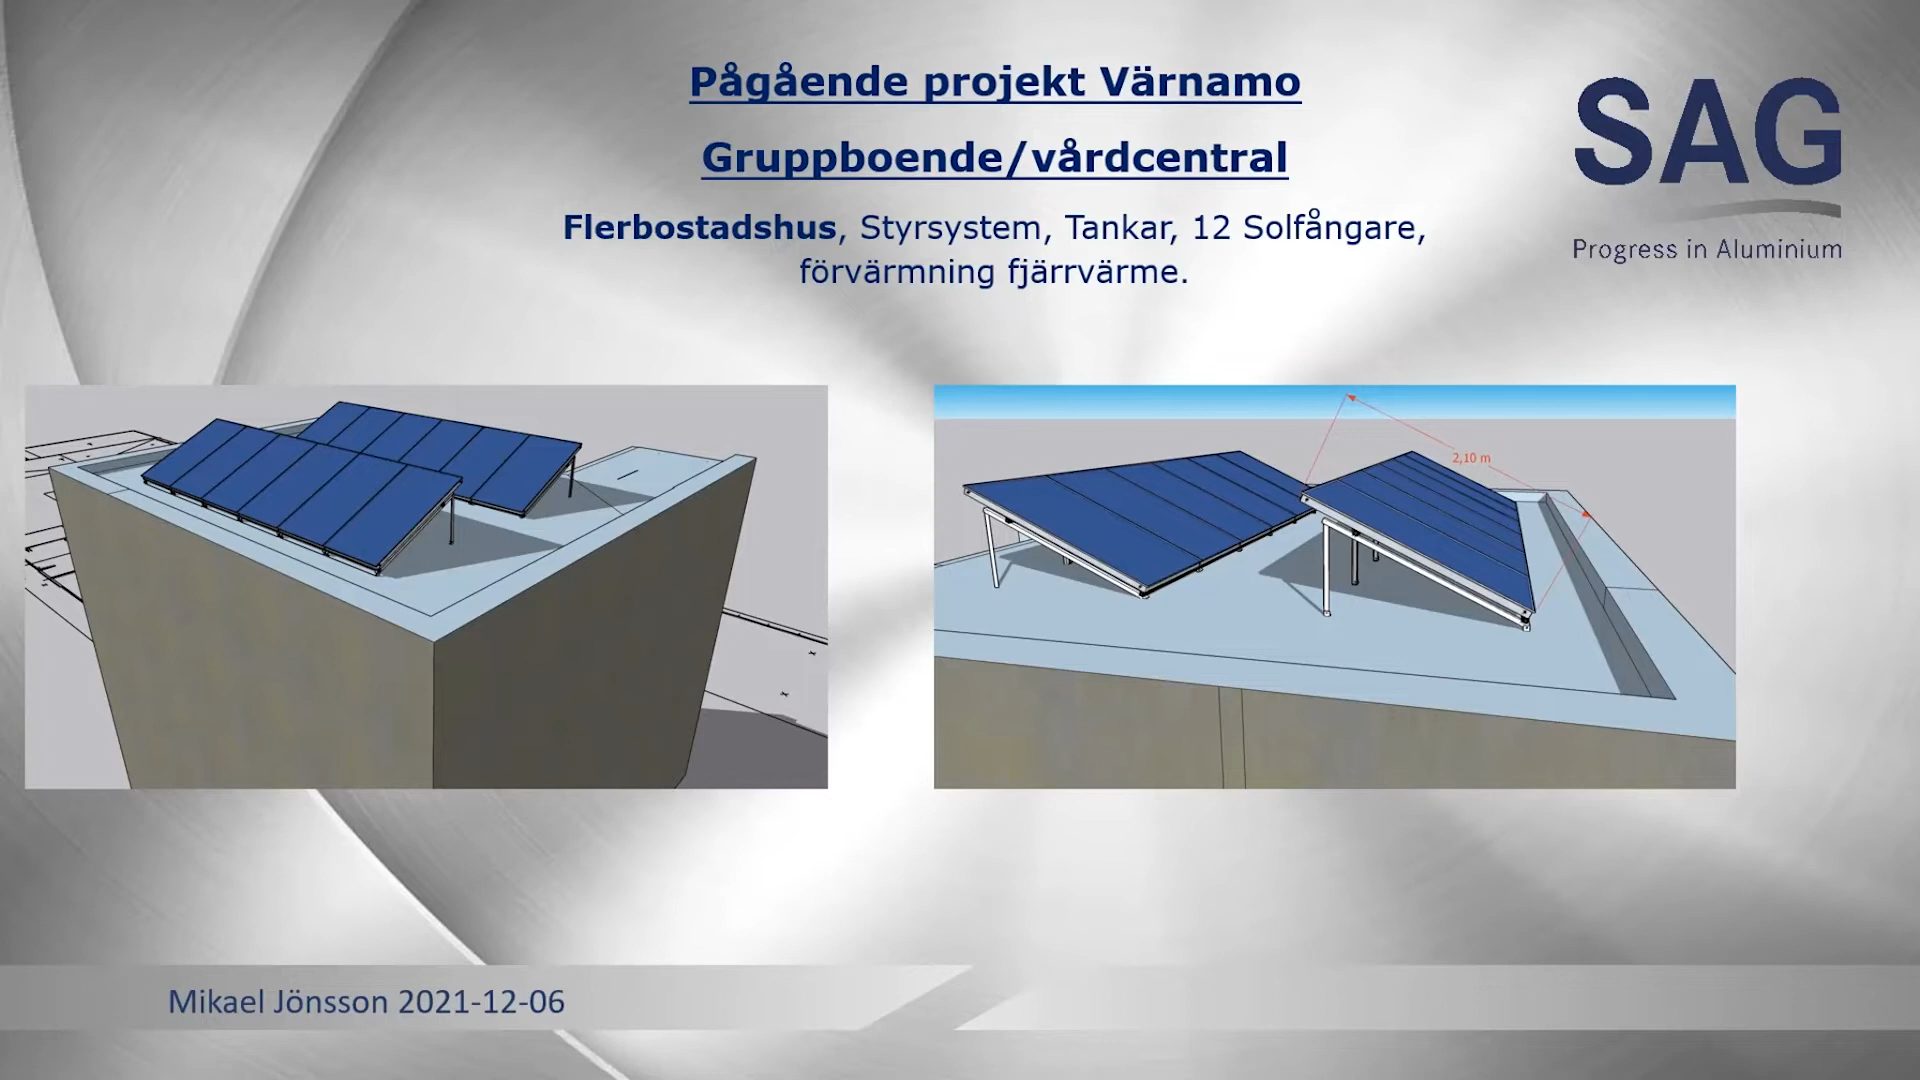 Pågående projekt Värnamo
Gruppboende/vårdcentral
Flerbostadshus, Styrsystem, Tankar, 12 Solfångare,
förvärmning fjärrvärme.
SAG
Progress in Aluminium
2,10 m
Mikael Jönsson 2021-12-06